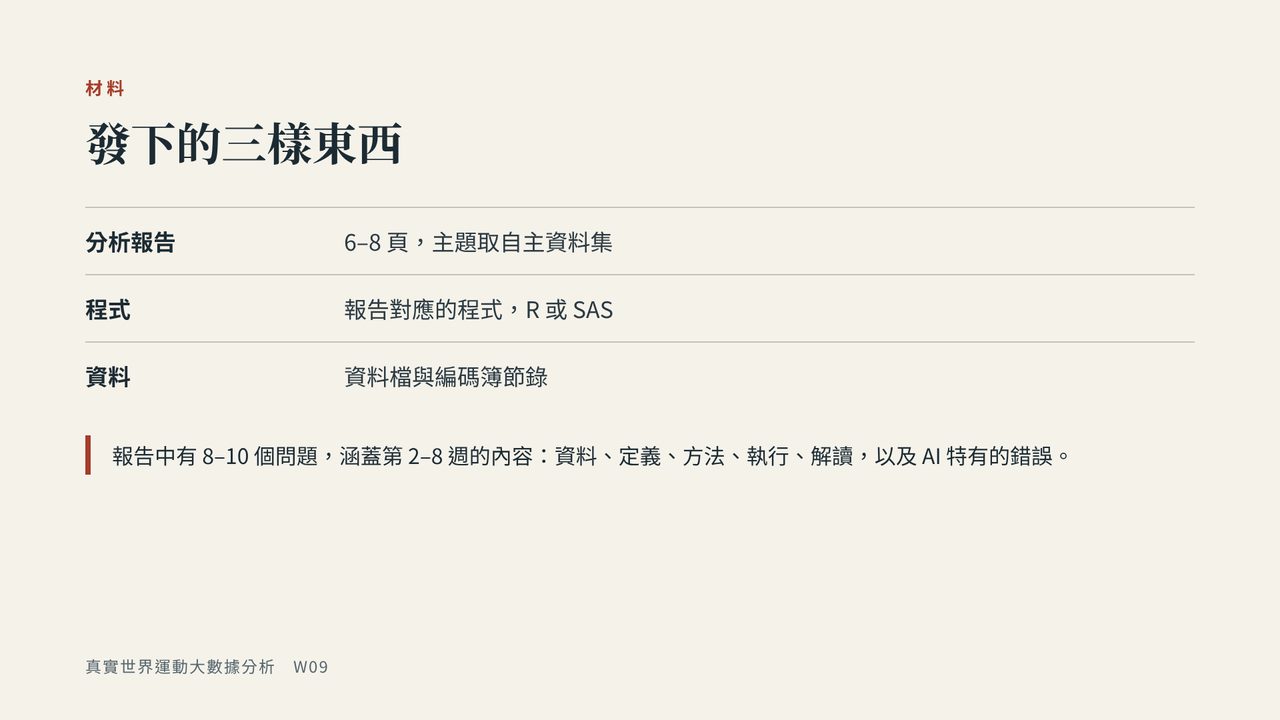 材料
發下的三樣東西
分析報告 6–8 頁，主題取自主資料集
程式 報告對應的程式，R 或 SAS
資料 資料檔與編碼簿節錄
報告中有 8–10 個問題，涵蓋第 2–8 週的內容：資料、定義、方法、執行、解讀，以及 AI 特有的錯誤。
真實世界運動大數據分析 W09